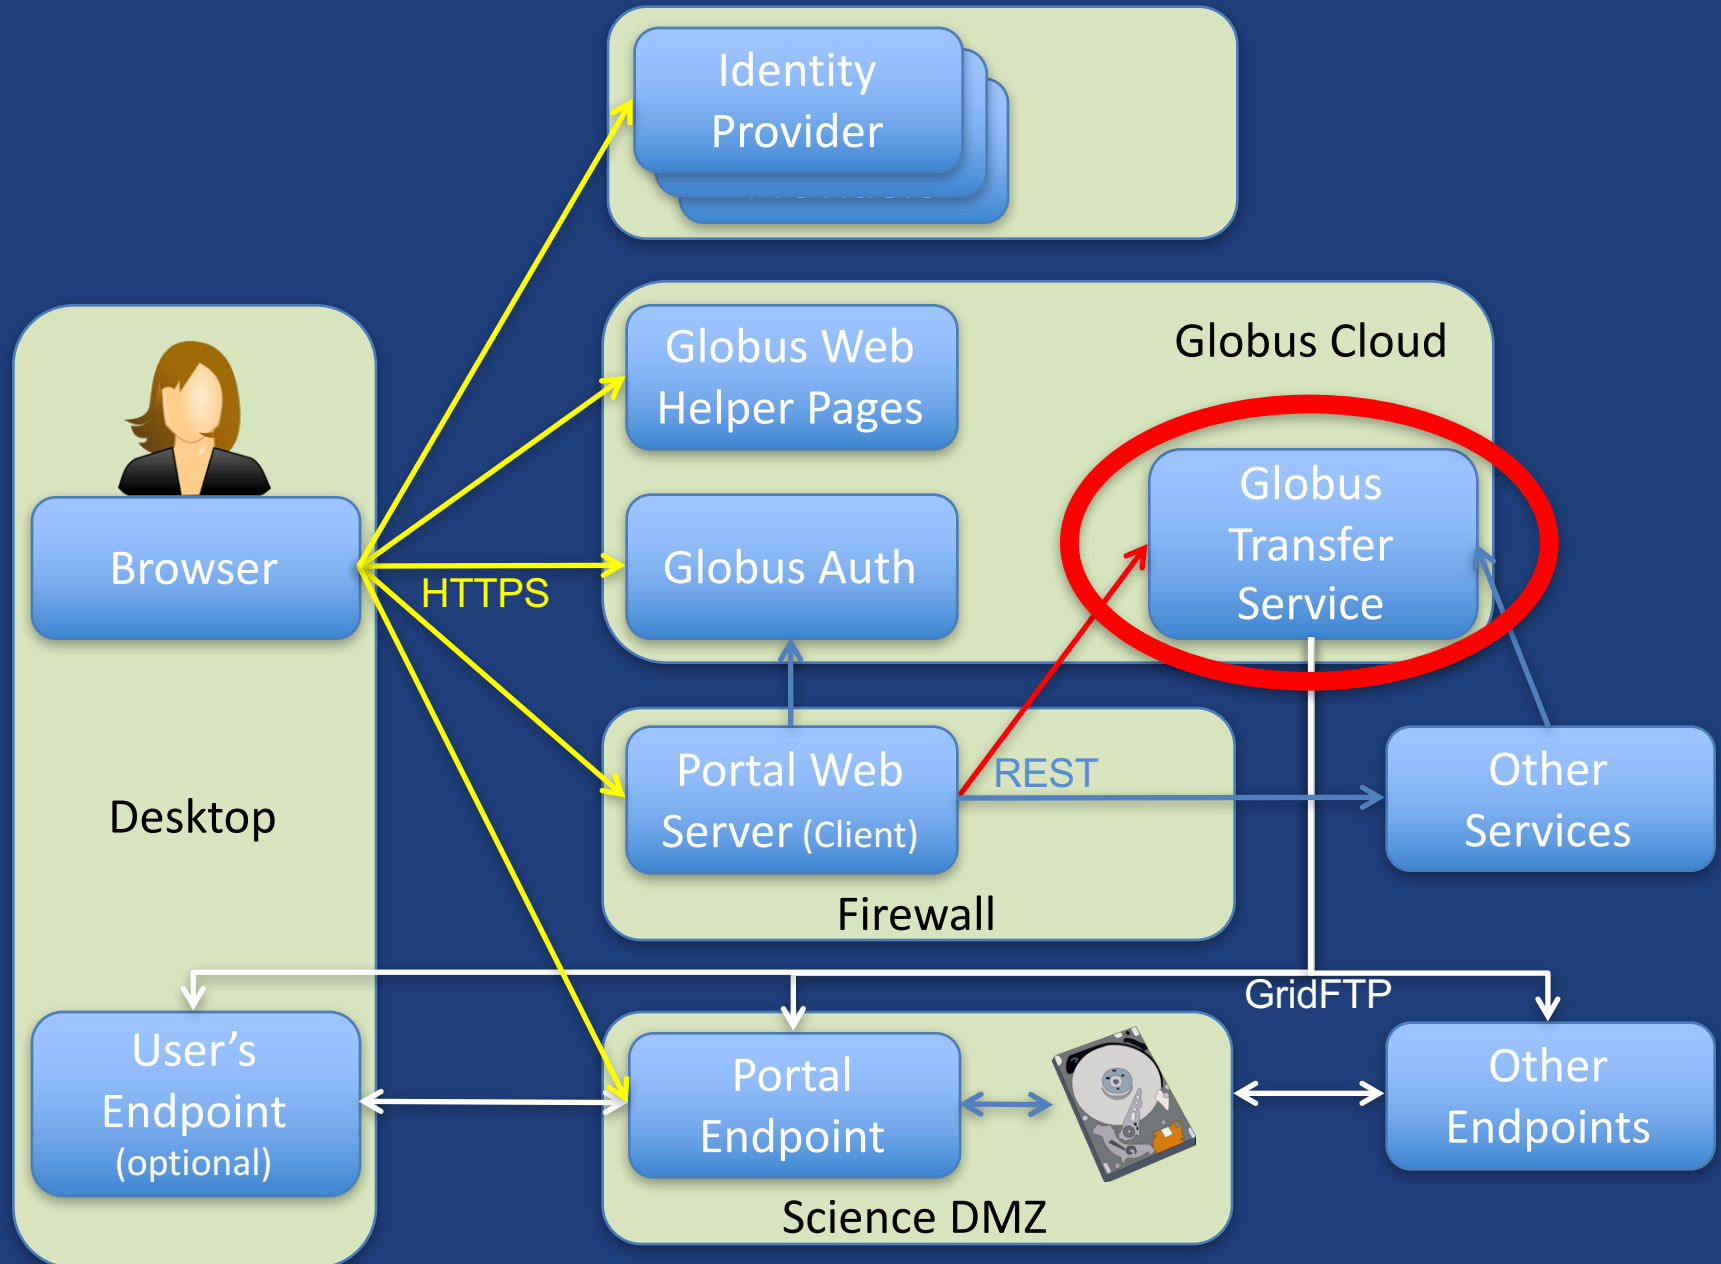 Identity
Provider
Globus Cloud
Globus Web
Helper Pages
Globus
Transfer
Service
Browser
HTTPS
Globus Auth
Desktop
Portal Web
Server (Client)
REST
Other
Services
Firewall
GridFTP
User’s
Endpoint
(optional)
Portal
Endpoint
Other
Endpoints
Science DMZ